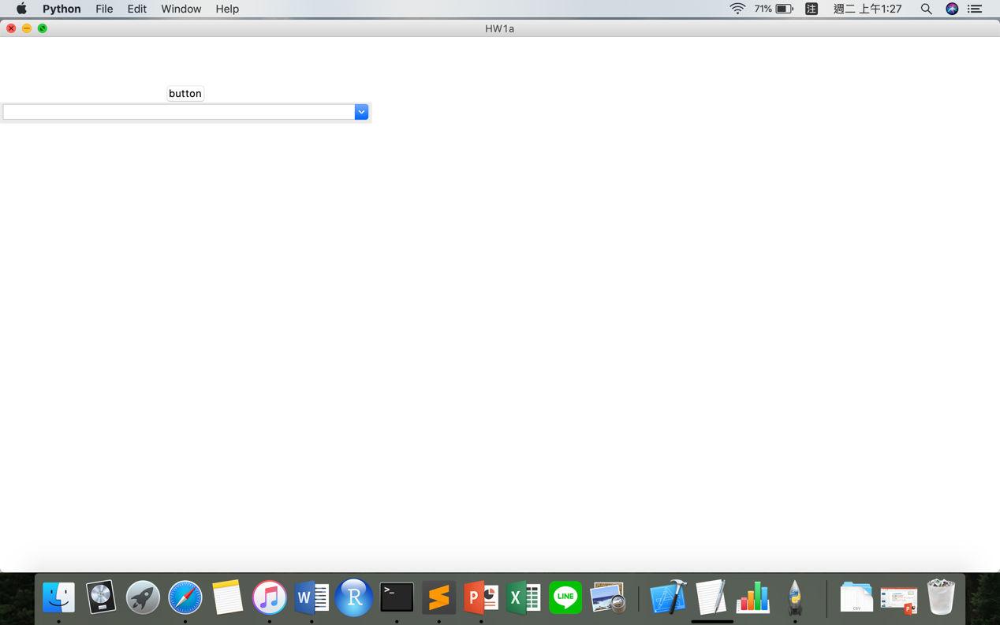 Python File Edit Window Help 71% 注 週二 上午1:27
HW1a
button
W R >_ P X LINE
CSV P